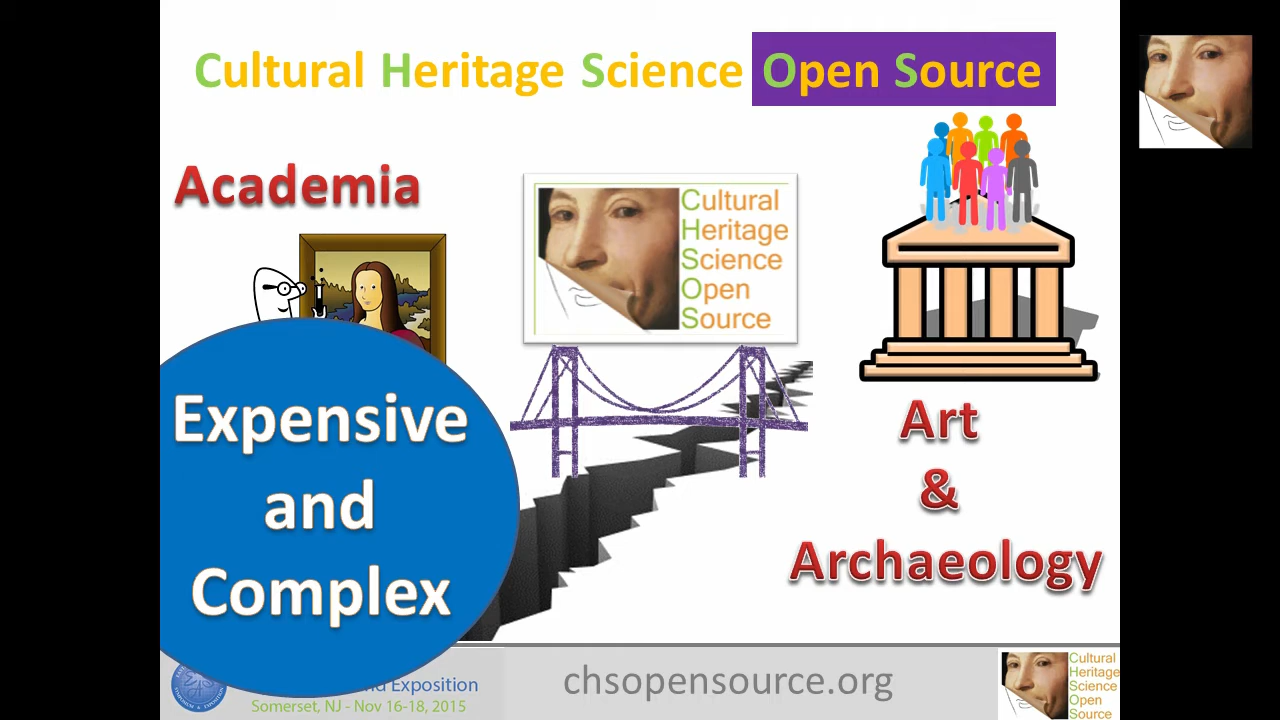 Cultural Heritage Science Open Source
Academia
Cultural
Heritage
Science
Open
Source
Expensive
and
Complex
Art
&
Archaeology
Exposition
Somerset, NJ - Nov 16-18, 2015
chsopensource.org
Cultural
Heritage
Science
Open
Source